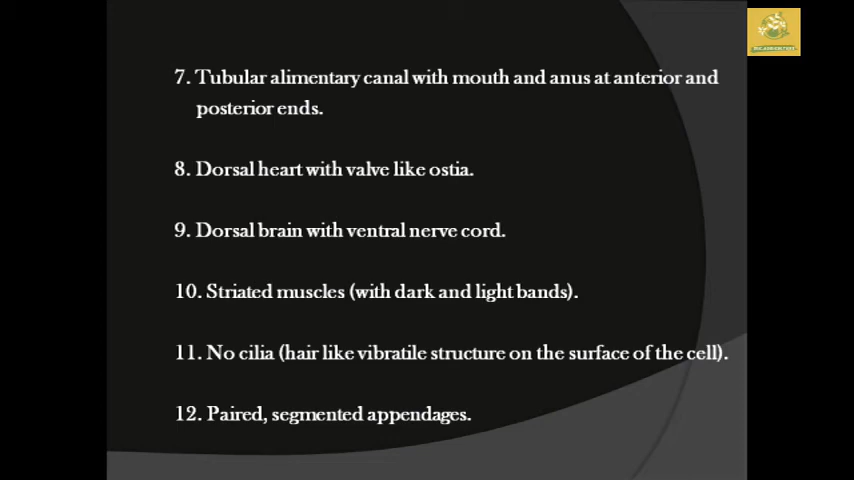 7. Tubular alimentary canal with mouth and anus at anterior and
posterior ends.
8. Dorsal heart with valve like ostia.
9. Dorsal brain with ventral nerve cord.
10. Striated muscles (with dark and light bands).
11. No cilia (hair like vibratile structure on the surface of the cell).
12. Paired, segmented appendages.